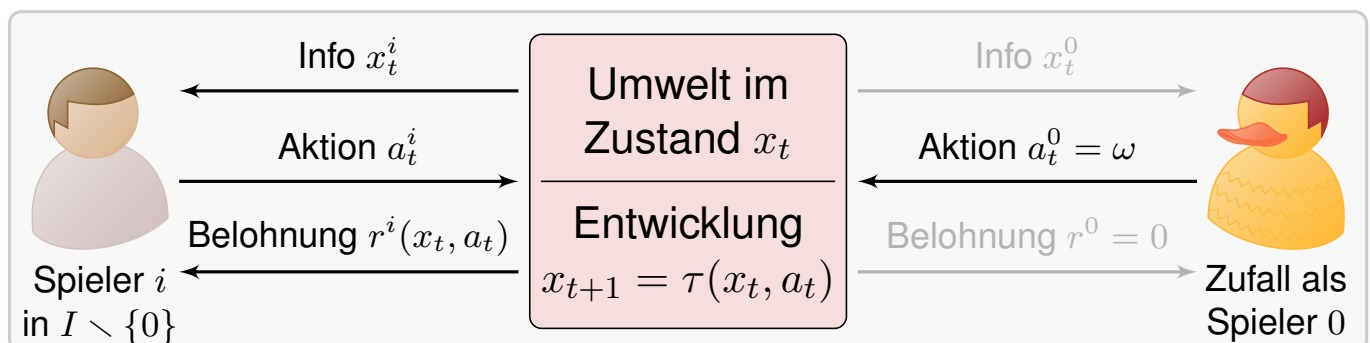 Info $x_t^i$
Aktion $a_t^i$
Belohnung $r^i(x_t, a_t)$
Spieler $i$
in $I \smallsetminus \{0\}$
Umwelt im
Zustand $x_t$
Entwicklung
$x_{t+1} = \tau(x_t, a_t)$
Info $x_t^0$
Aktion $a_t^0 = \omega$
Belohnung $r^0 = 0$
Zufall als
Spieler 0